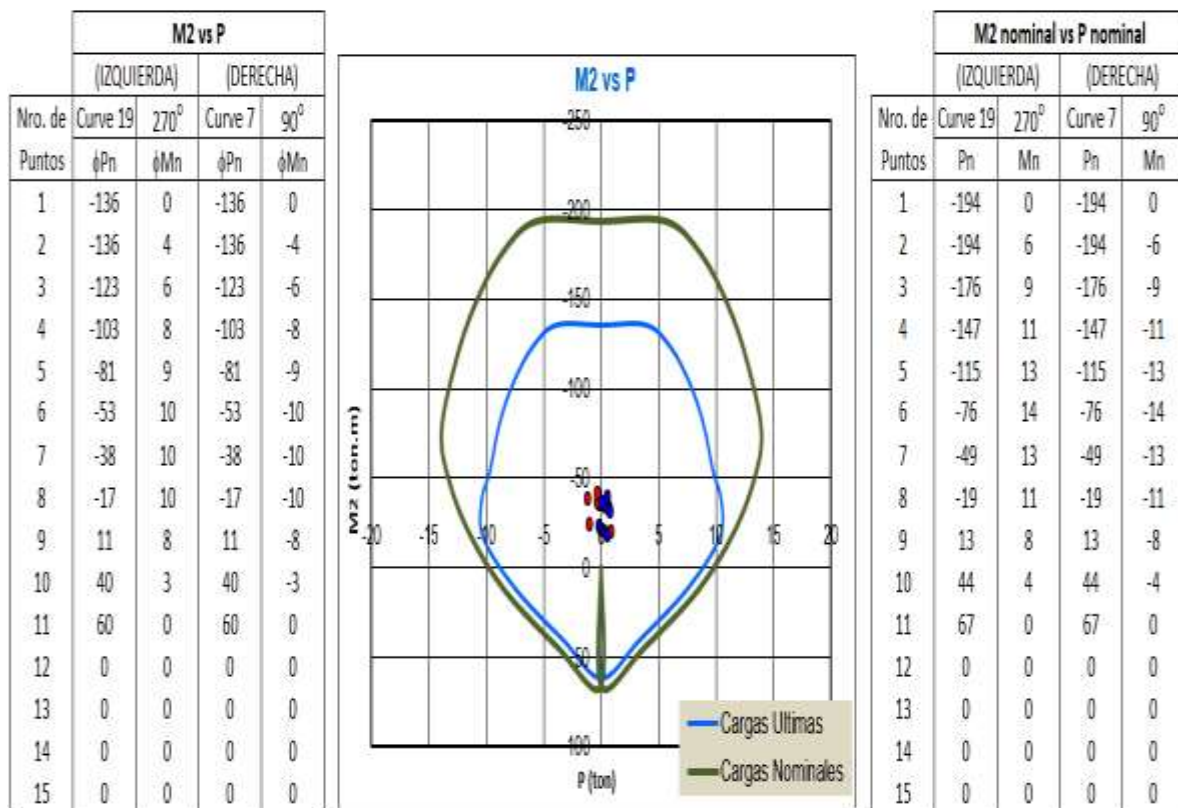 M2 vs P
(IZQUIERDA) (DERECHA)
Nro. de Curve 19 270⁰ Curve 7 90⁰
Puntos ϕPn ϕMn ϕPn ϕMn
1 -136 0 -136 0
2 -136 4 -136 -4
3 -123 6 -123 -6
4 -103 8 -103 -8
5 -81 9 -81 -9
6 -53 10 -53 -10
7 -38 10 -38 -10
8 -17 10 -17 -10
9 11 8 11 -8
10 40 3 40 -3
11 60 0 60 0
12 0 0 0 0
13 0 0 0 0
14 0 0 0 0
15 0 0 0 0
M2 vs P
-250
-200
-150
-100
-50
-20 -15 -10 -5 0 5 10 15 20
0
50
100
M2 (ton.m)
P (ton)
Cargas Ultimas
Cargas Nominales
M2 nominal vs P nominal
(IZQUIERDA) (DERECHA)
Nro. de Curve 19 270⁰ Curve 7 90⁰
Puntos Pn Mn Pn Mn
1 -194 0 -194 0
2 -194 6 -194 -6
3 -176 9 -176 -9
4 -147 11 -147 -11
5 -115 13 -115 -13
6 -76 14 -76 -14
7 -49 13 -49 -13
8 -19 11 -19 -11
9 13 8 13 -8
10 44 4 44 -4
11 67 0 67 0
12 0 0 0 0
13 0 0 0 0
14 0 0 0 0
15 0 0 0 0